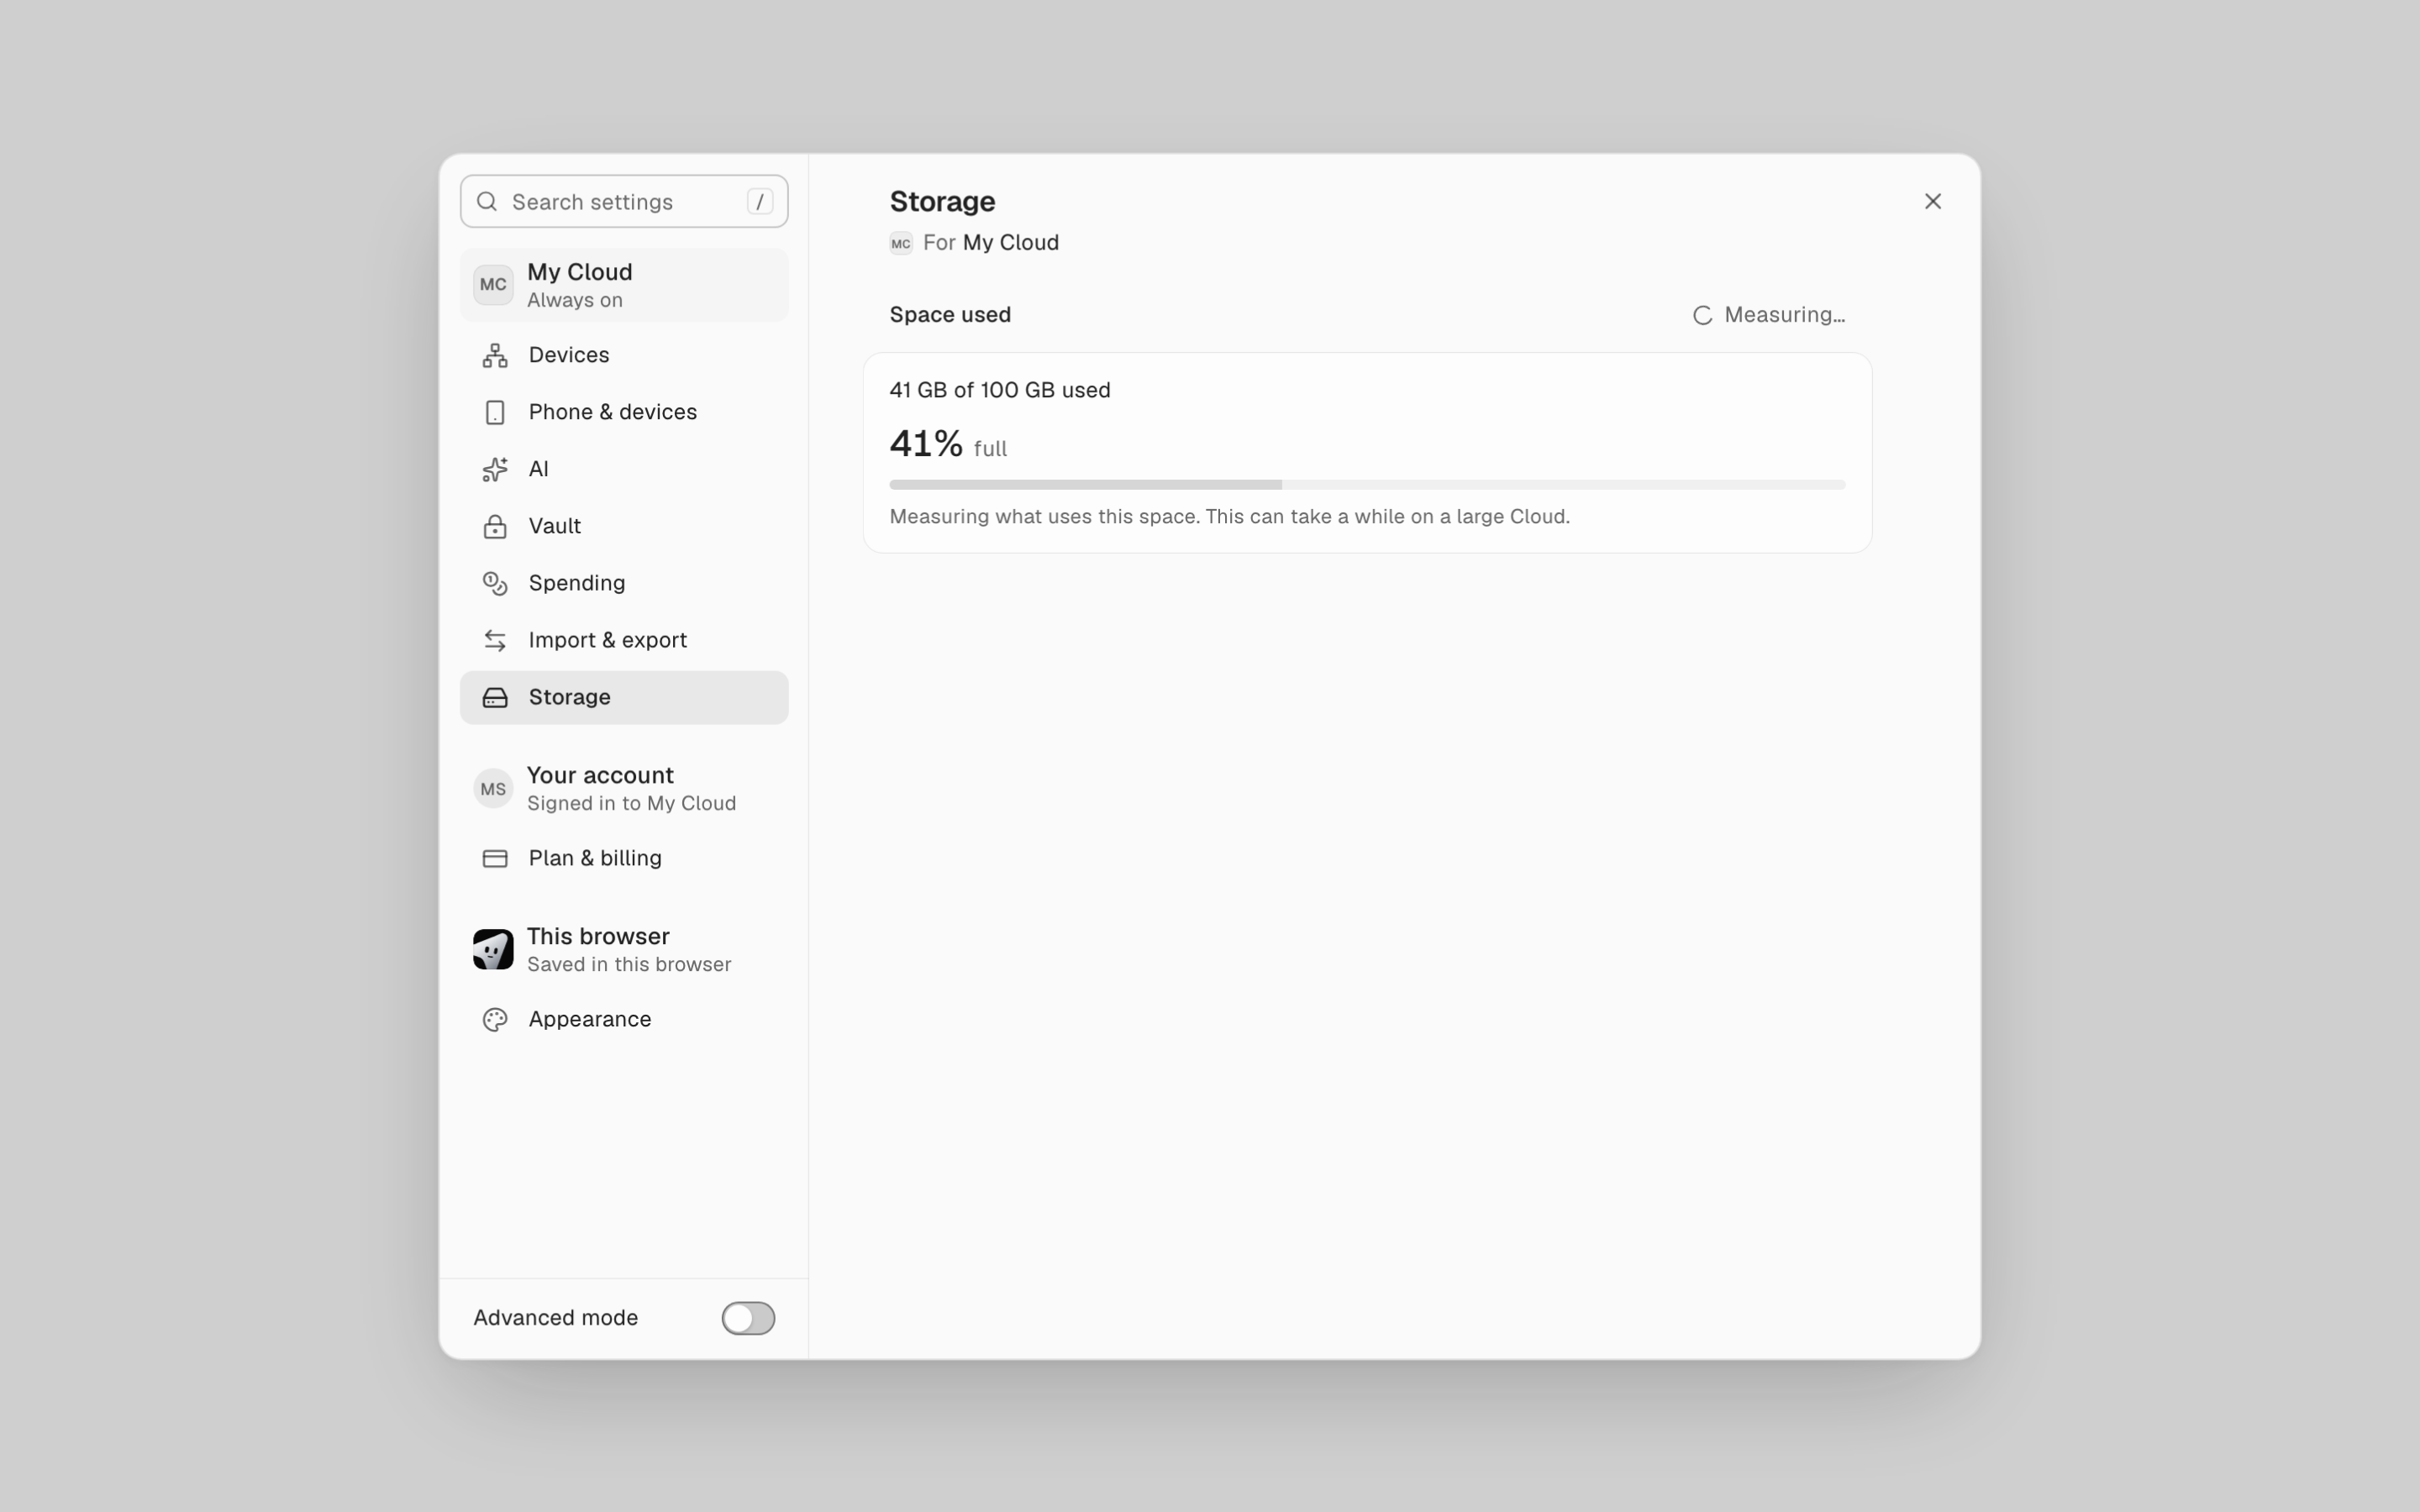 Search settings /
MC
My Cloud
Always on
Devices
Phone & devices
AI
Vault
Spending
Import & export
Storage
MS
Your account
Signed in to My Cloud
Plan & billing
This browser
Saved in this browser
Appearance
Advanced mode
Storage
MC For My Cloud
Space used
Measuring...
41 GB of 100 GB used
41% full
Measuring what uses this space. This can take a while on a large Cloud.